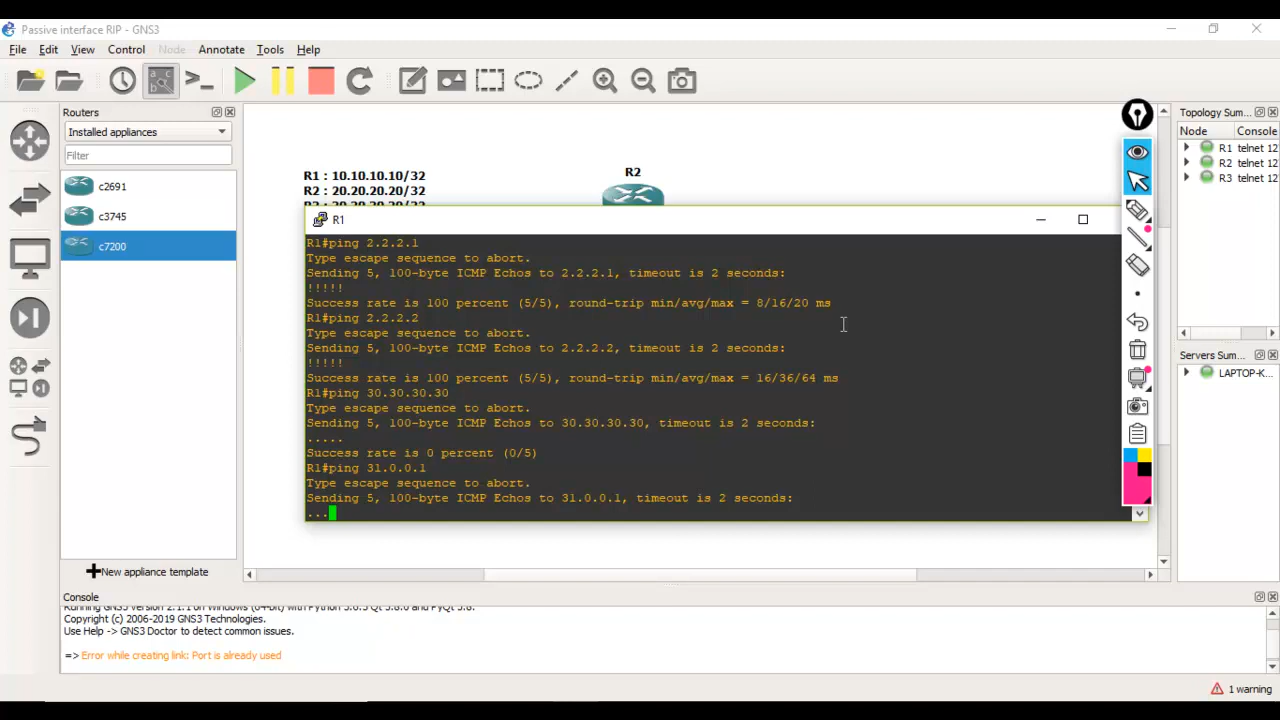 Passive interface RIP - GNS3
File Edit View Control Node Annotate Tools Help
Routers
Installed appliances
Filter
c2691
c3745
c7200
New appliance template
R1 : 10.10.10.10/32
R2 : 20.20.20.20/32
R2
R1
R1#ping 2.2.2.1
Type escape sequence to abort.
Sending 5, 100-byte ICMP Echos to 2.2.2.1, timeout is 2 seconds:
!!!!!
Success rate is 100 percent (5/5), round-trip min/avg/max = 8/16/20 ms
R1#ping 2.2.2.2
Type escape sequence to abort.
Sending 5, 100-byte ICMP Echos to 2.2.2.2, timeout is 2 seconds:
!!!!!
Success rate is 100 percent (5/5), round-trip min/avg/max = 16/36/64 ms
R1#ping 30.30.30.30
Type escape sequence to abort.
Sending 5, 100-byte ICMP Echos to 30.30.30.30, timeout is 2 seconds:
.....
Success rate is 0 percent (0/5)
R1#ping 31.0.0.1
Type escape sequence to abort.
Sending 5, 100-byte ICMP Echos to 31.0.0.1, timeout is 2 seconds:
...
Topology Sum...
Node Console
R1 telnet 12
R2 telnet 12
R3 telnet 12
Servers Sum...
LAPTOP-K...
Console
Copyright (c) 2006-2019 GNS3 Technologies.
Use Help -> GNS3 Doctor to detect common issues.
=> Error while creating link: Port is already used
1 warning